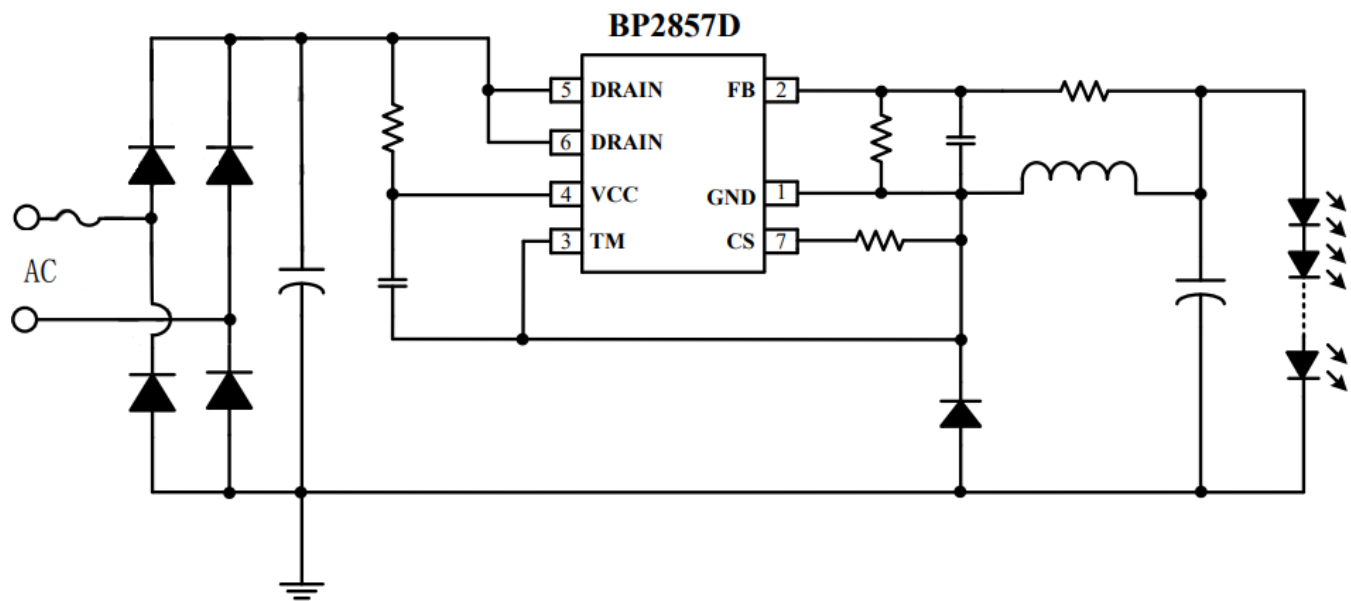 BP2857D
5 DRAIN FB 2
6 DRAIN
4 VCC GND 1
3 TM CS 7
AC